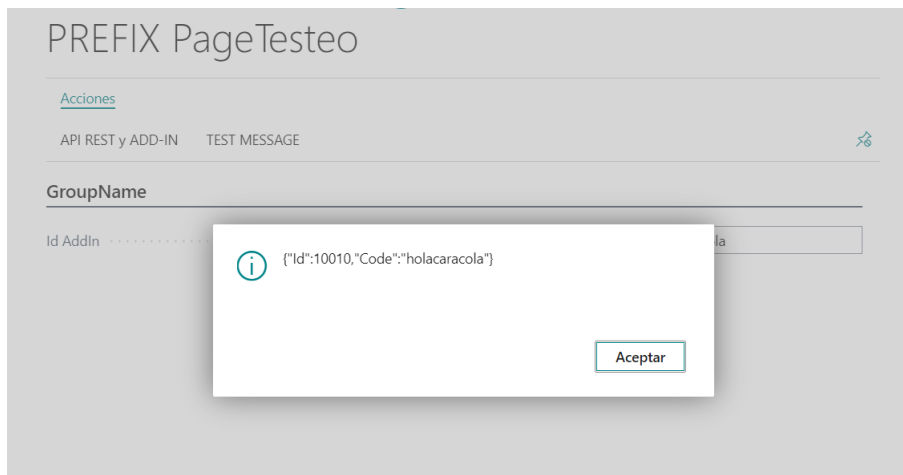 PREFIX PageTesteo
Acciones
API REST y ADD-IN TEST MESSAGE
GroupName
Id AddIn la
{"Id":10010,"Code":"holacaracola"}
Aceptar